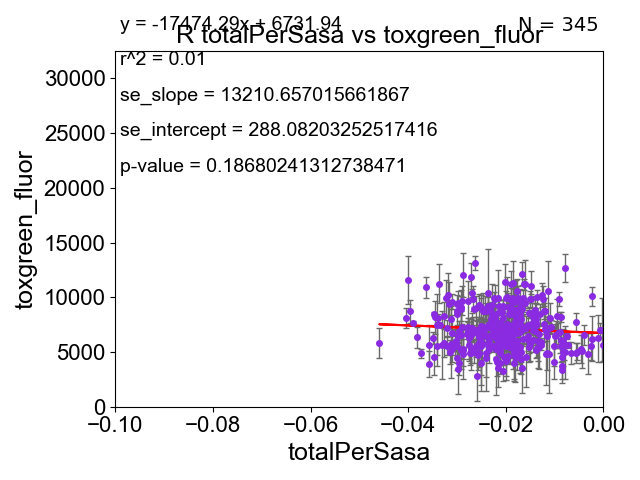 y = -17474.29x + 6731.94
N = 345
R totalPerSasa vs toxgreen_fluor
r^2 = 0.01
se_slope = 13210.657015661867
se_intercept = 288.08203252517416
p-value = 0.18680241312738471
toxgreen_fluor
30000
25000
20000
15000
10000
5000
0
−0.10
−0.08
−0.06
−0.04
−0.02
0.00
totalPerSasa